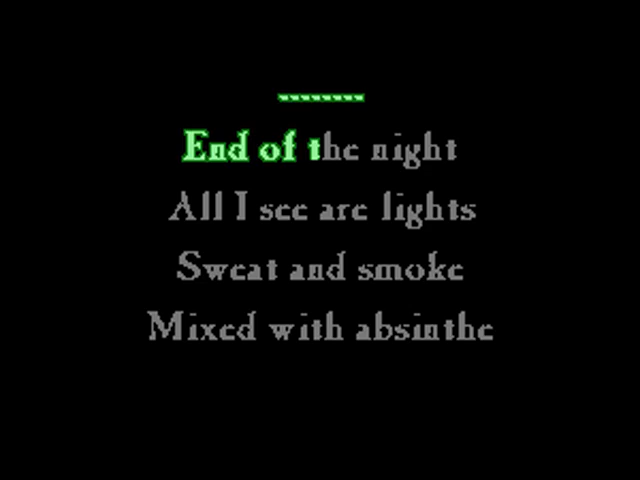 --------
End of the night
All I see are lights
Sweat and smoke
Mixed with absinthe